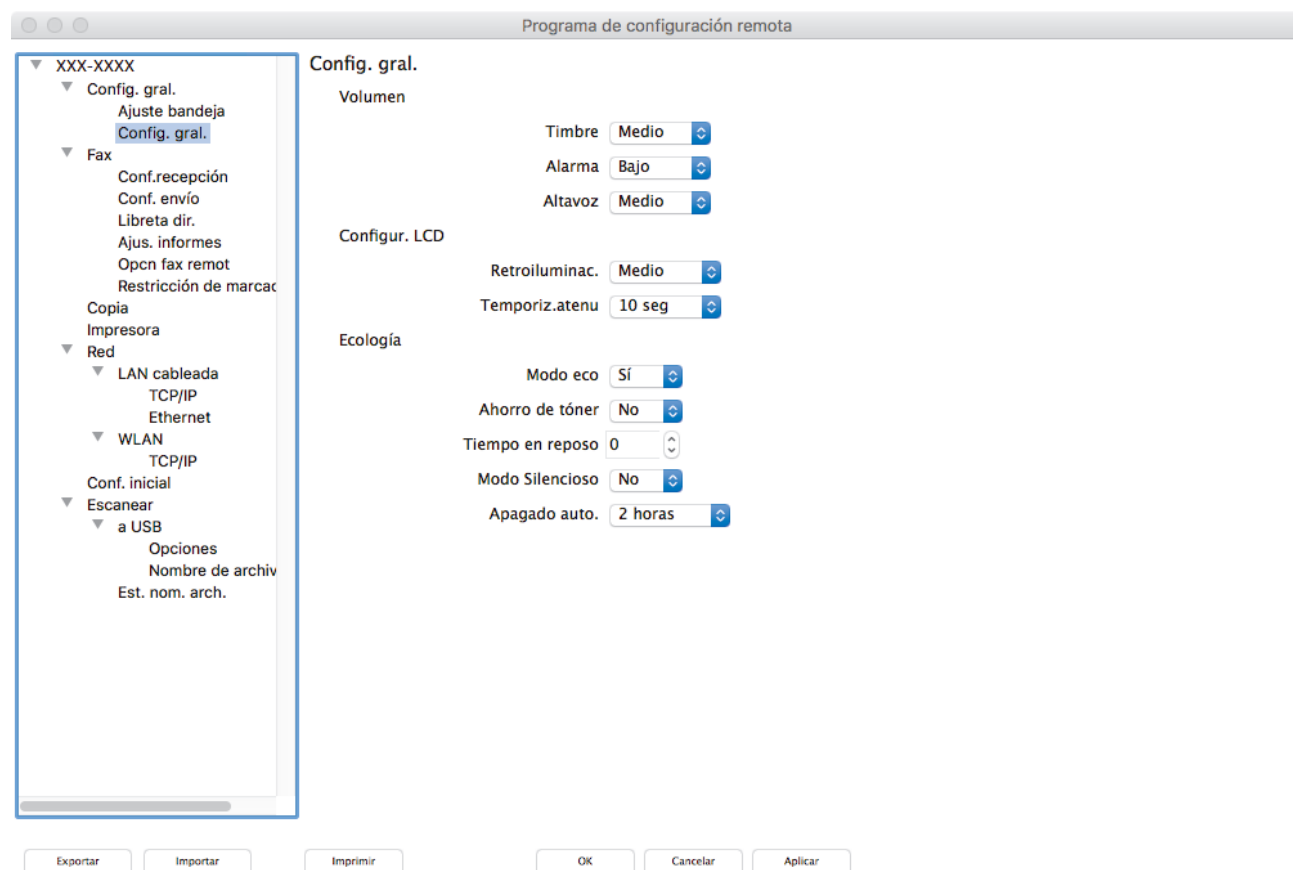 Programa de configuración remota
XXX-XXXX
Config. gral.
Ajuste bandeja
Config. gral.
Fax
Conf.recepción
Conf. envío
Libreta dir.
Ajus. informes
Opcn fax remot
Restricción de marcac
Copia
Impresora
Red
LAN cableada
TCP/IP
Ethernet
WLAN
TCP/IP
Conf. inicial
Escanear
a USB
Opciones
Nombre de archiv
Est. nom. arch.
Config. gral.
Volumen
Timbre Medio
Alarma Bajo
Altavoz Medio
Configur. LCD
Retroiluminac. Medio
Temporiz.atenu 10 seg
Ecología
Modo eco Sí
Ahorro de tóner No
Tiempo en reposo 0
Modo Silencioso No
Apagado auto. 2 horas
Exportar Importar Imprimir OK Cancelar Aplicar